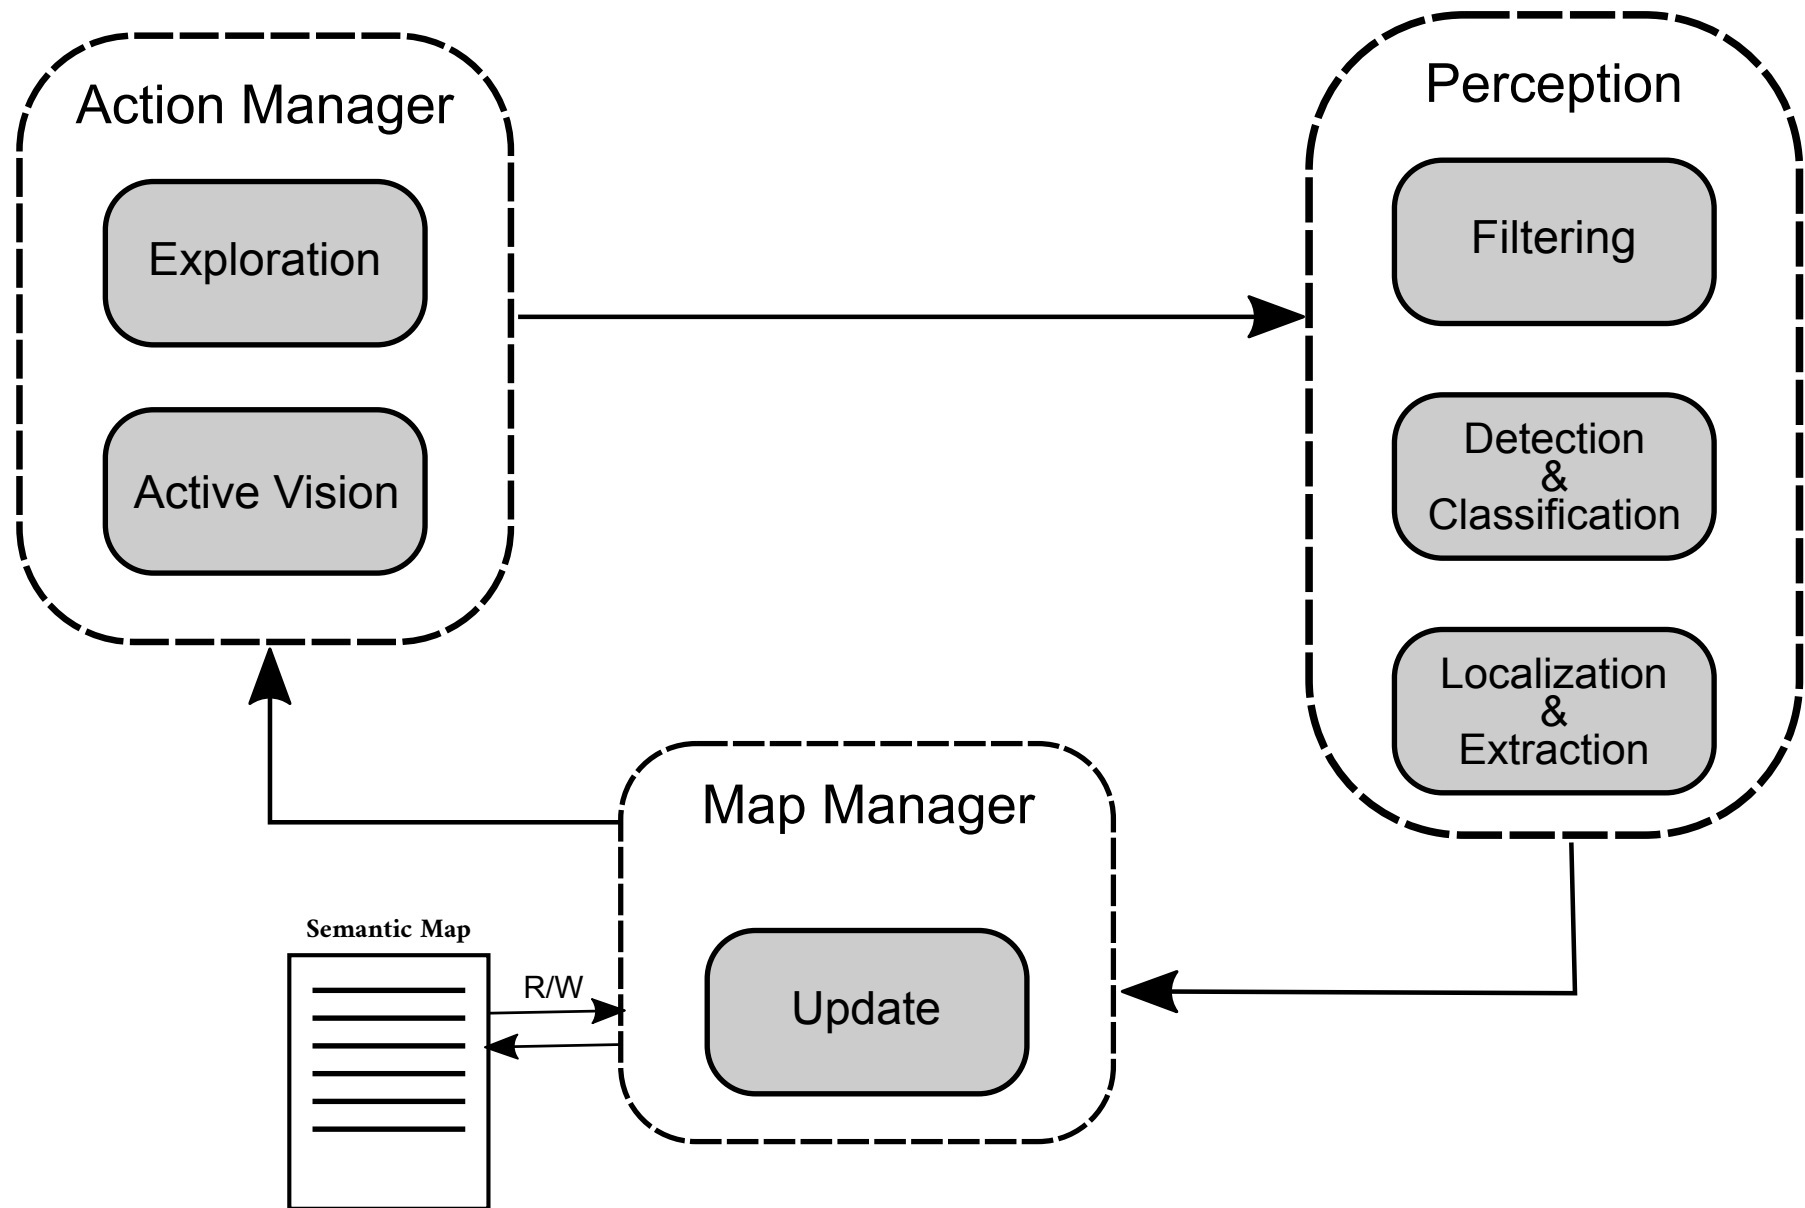 Action Manager
Exploration
Active Vision
Perception
Filtering
Detection
&
Classification
Localization
&
Extraction
Map Manager
Update
Semantic Map
R/W